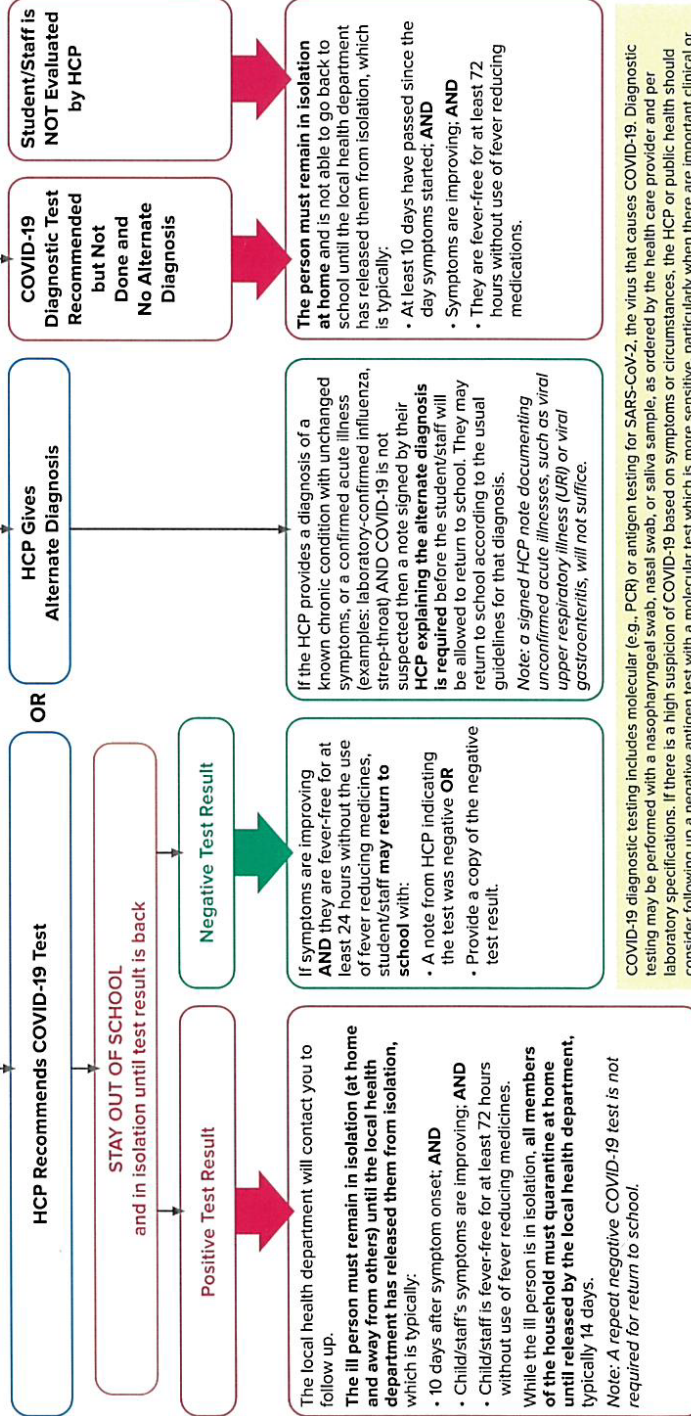 HCP Recommends COVID-19 Test
OR
HCP Gives
Alternate Diagnosis
COVID-19
Diagnostic Test
Recommended
but Not
Done and
No Alternate
Diagnosis
Student/Staff is
NOT Evaluated
by HCP
STAY OUT OF SCHOOL
and in isolation until test result is back
Positive Test Result
Negative Test Result
The local health department will contact you to
follow up.
The ill person must remain in isolation (at home
and away from others) until the local health
department has released them from isolation,
which is typically:
• 10 days after symptom onset; AND
• Child/staff's symptoms are improving; AND
• Child/staff is fever-free for at least 72 hours
without use of fever reducing medicines.
While the ill person is in isolation, all members
of the household must quarantine at home
until released by the local health department,
typically 14 days.
Note: A repeat negative COVID-19 test is not
required for return to school.
If symptoms are improving
AND they are fever-free for at
least 24 hours without the use
of fever reducing medicines,
student/staff may return to
school with:
• A note from HCP indicating
the test was negative OR
• Provide a copy of the negative
test result.
If the HCP provides a diagnosis of a
known chronic condition with unchanged
symptoms, or a confirmed acute illness
(examples: laboratory-confirmed influenza,
strep-throat) AND COVID-19 is not
suspected then a note signed by their
HCP explaining the alternate diagnosis
is required before the student/staff will
be allowed to return to school. They may
return to school according to the usual
guidelines for that diagnosis.
Note: a signed HCP note documenting
unconfirmed acute illnesses, such as viral
upper respiratory illness (URI) or viral
gastroenteritis, will not suffice.
The person must remain in isolation
at home and is not able to go back to
school until the local health department
has released them from isolation, which
is typically:
• At least 10 days have passed since the
day symptoms started; AND
• Symptoms are improving; AND
• They are fever-free for at least 72
hours without use of fever reducing
medications.
COVID-19 diagnostic testing includes molecular (e.g., PCR) or antigen testing for SARS-CoV-2, the virus that causes COVID-19. Diagnostic
testing may be performed with a nasopharyngeal swab, nasal swab, or saliva sample, as ordered by the health care provider and per
laboratory specifications. If there is a high suspicion of COVID-19 based on symptoms or circumstances, the HCP or public health should
consider following up a negative antigen test with a molecular test which is more sensitive, particularly when there are important clinical or